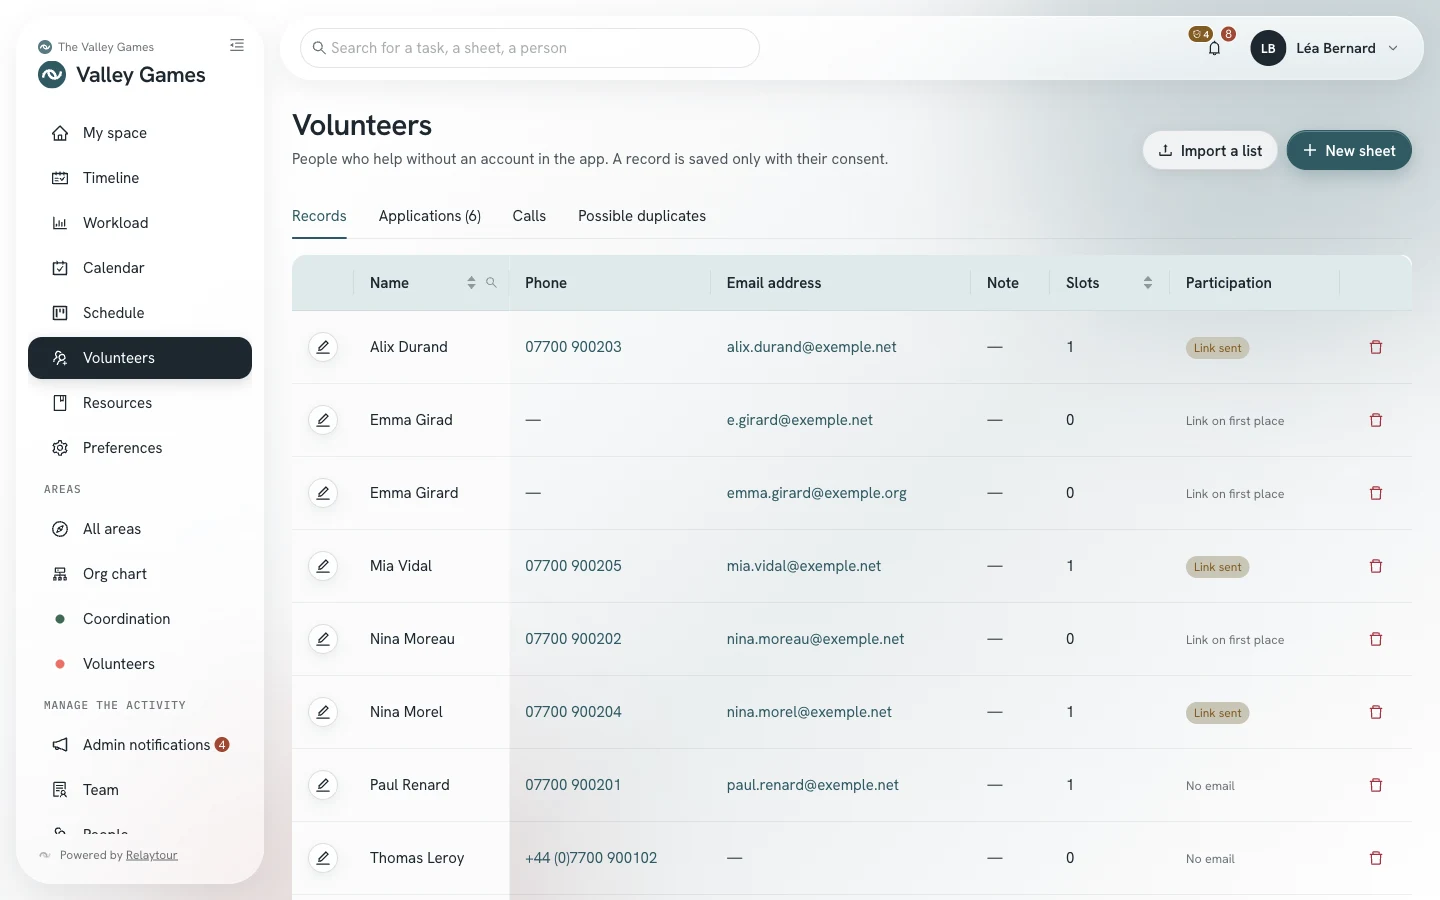 The Valley Games
Valley Games
My space
Timeline
Workload
Calendar
Schedule
Volunteers
Resources
Preferences
AREAS
All areas
Org chart
Coordination
Volunteers
MANAGE THE ACTIVITY
Admin notifications 4
Team
People
Powered by Relaytour
Search for a task, a sheet, a person
4
8
LB
Léa Bernard
Volunteers
People who help without an account in the app. A record is saved only with their consent.
Import a list
New sheet
Records Applications (6) Calls Possible duplicates
Name Phone Email address Note Slots Participation
Alix Durand 07700 900203 alix.durand@exemple.net — 1 Link sent
Emma Girad — e.girard@exemple.net — 0 Link on first place
Emma Girard — emma.girard@exemple.org — 0 Link on first place
Mia Vidal 07700 900205 mia.vidal@exemple.net — 1 Link sent
Nina Moreau 07700 900202 nina.moreau@exemple.net — 0 Link on first place
Nina Morel 07700 900204 nina.morel@exemple.net — 1 Link sent
Paul Renard 07700 900201 paul.renard@exemple.net — 1 No email
Thomas Leroy +44 (0)7700 900102 — — 0 No email